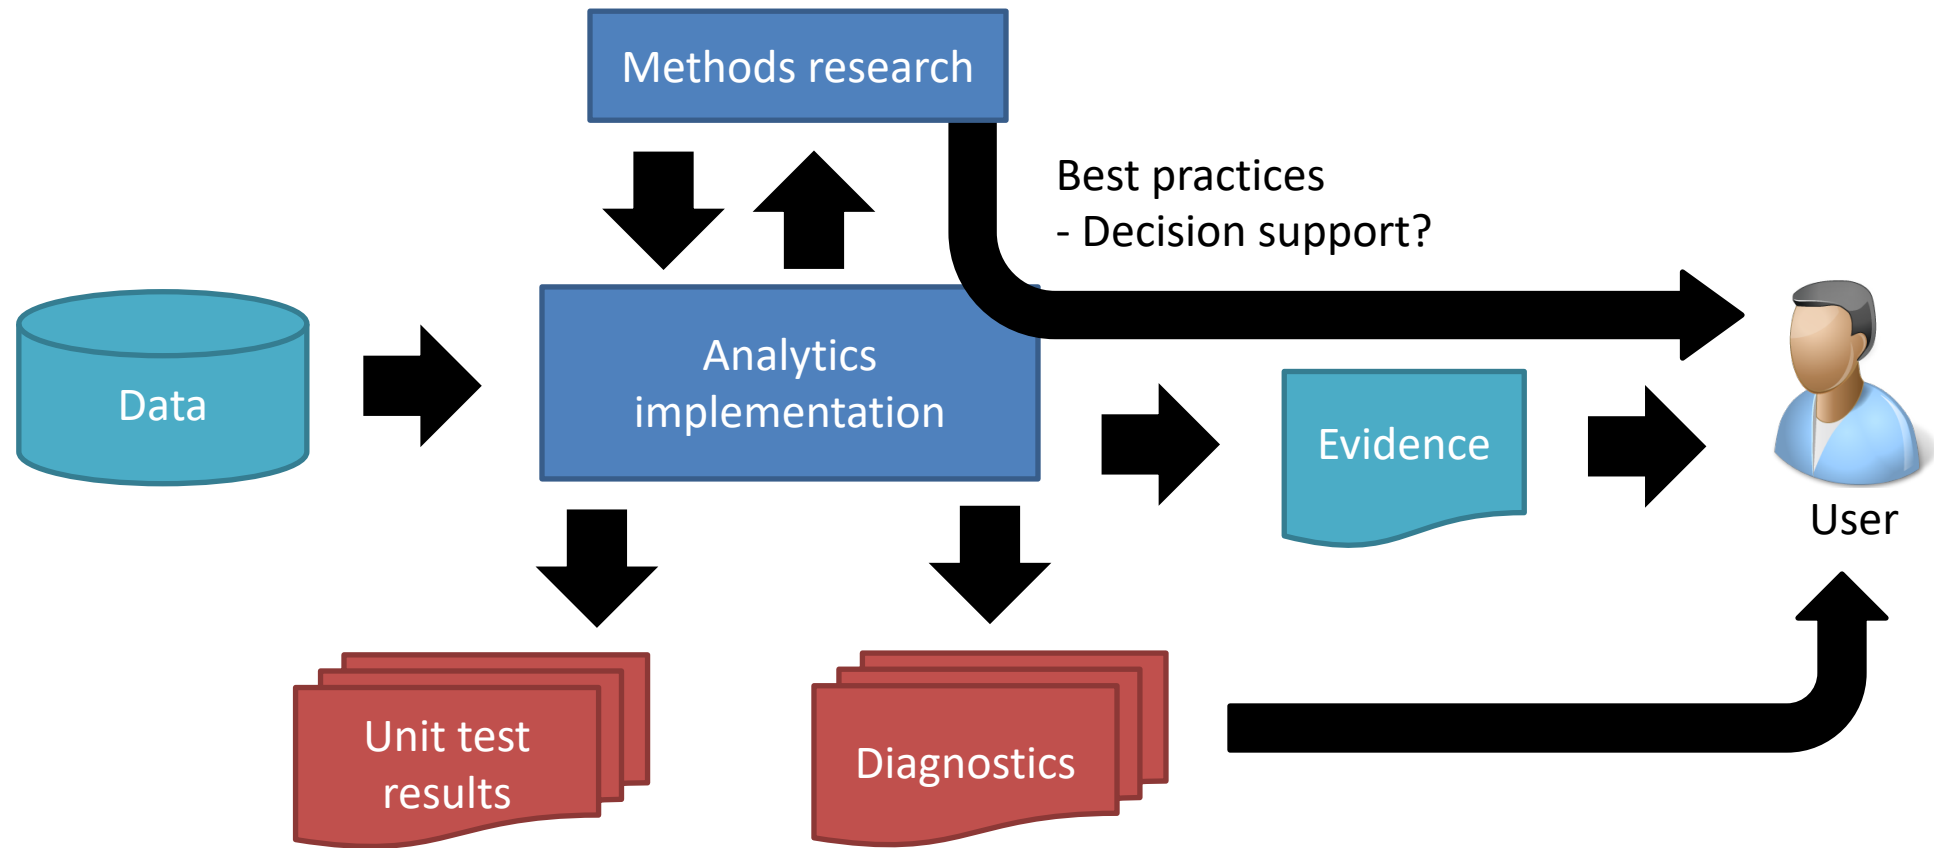 Methods research
Best practices
- Decision support?
Data
Analytics
implementation
Evidence
User
Unit test
results
Diagnostics